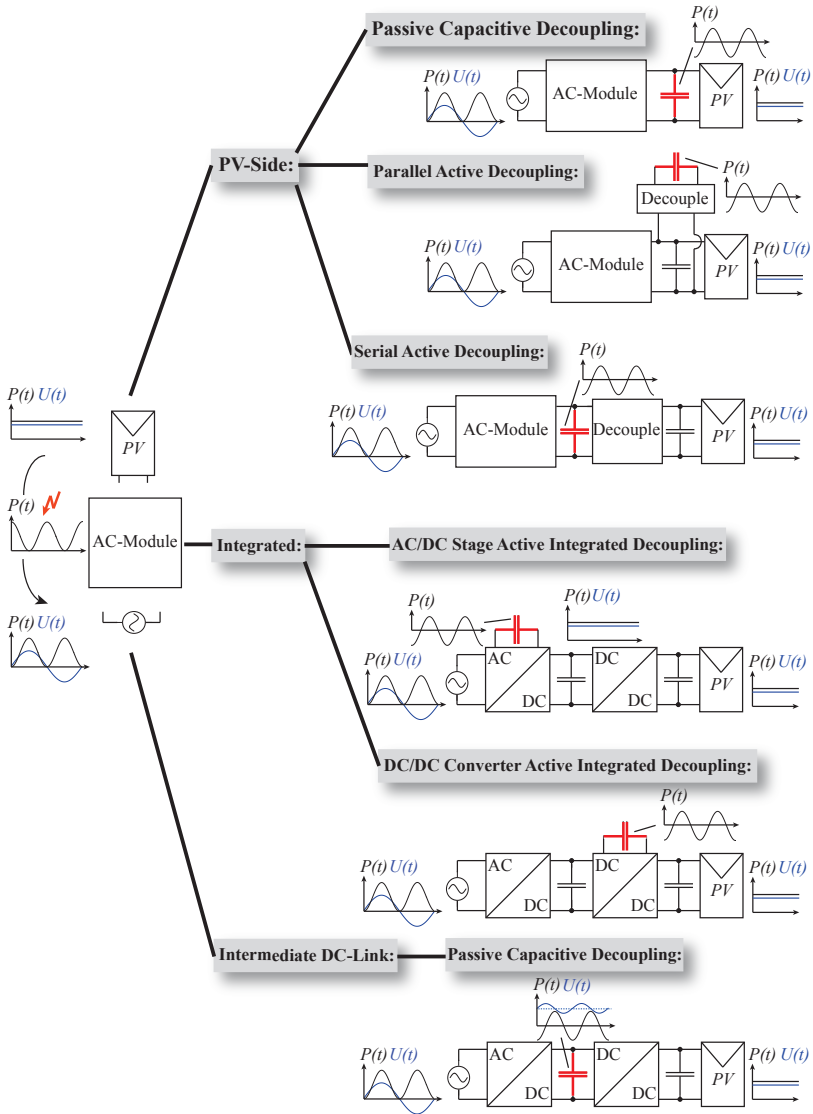 Passive Capacitive Decoupling:
P(t)
P(t) U(t)
AC-Module
PV
P(t) U(t)
PV-Side:
Parallel Active Decoupling:
P(t)
Decouple
P(t) U(t)
AC-Module
PV
P(t) U(t)
Serial Active Decoupling:
P(t)
P(t) U(t)
AC-Module
Decouple
PV
P(t) U(t)
P(t) U(t)
PV
P(t)
AC-Module
P(t) U(t)
Integrated:
AC/DC Stage Active Integrated Decoupling:
P(t)
P(t) U(t)
P(t) U(t)
AC
DC
DC
DC
PV
P(t) U(t)
DC/DC Converter Active Integrated Decoupling:
P(t)
P(t) U(t)
AC
DC
DC
DC
PV
P(t) U(t)
Intermediate DC-Link:
Passive Capacitive Decoupling:
P(t) U(t)
P(t) U(t)
AC
DC
DC
DC
PV
P(t) U(t)